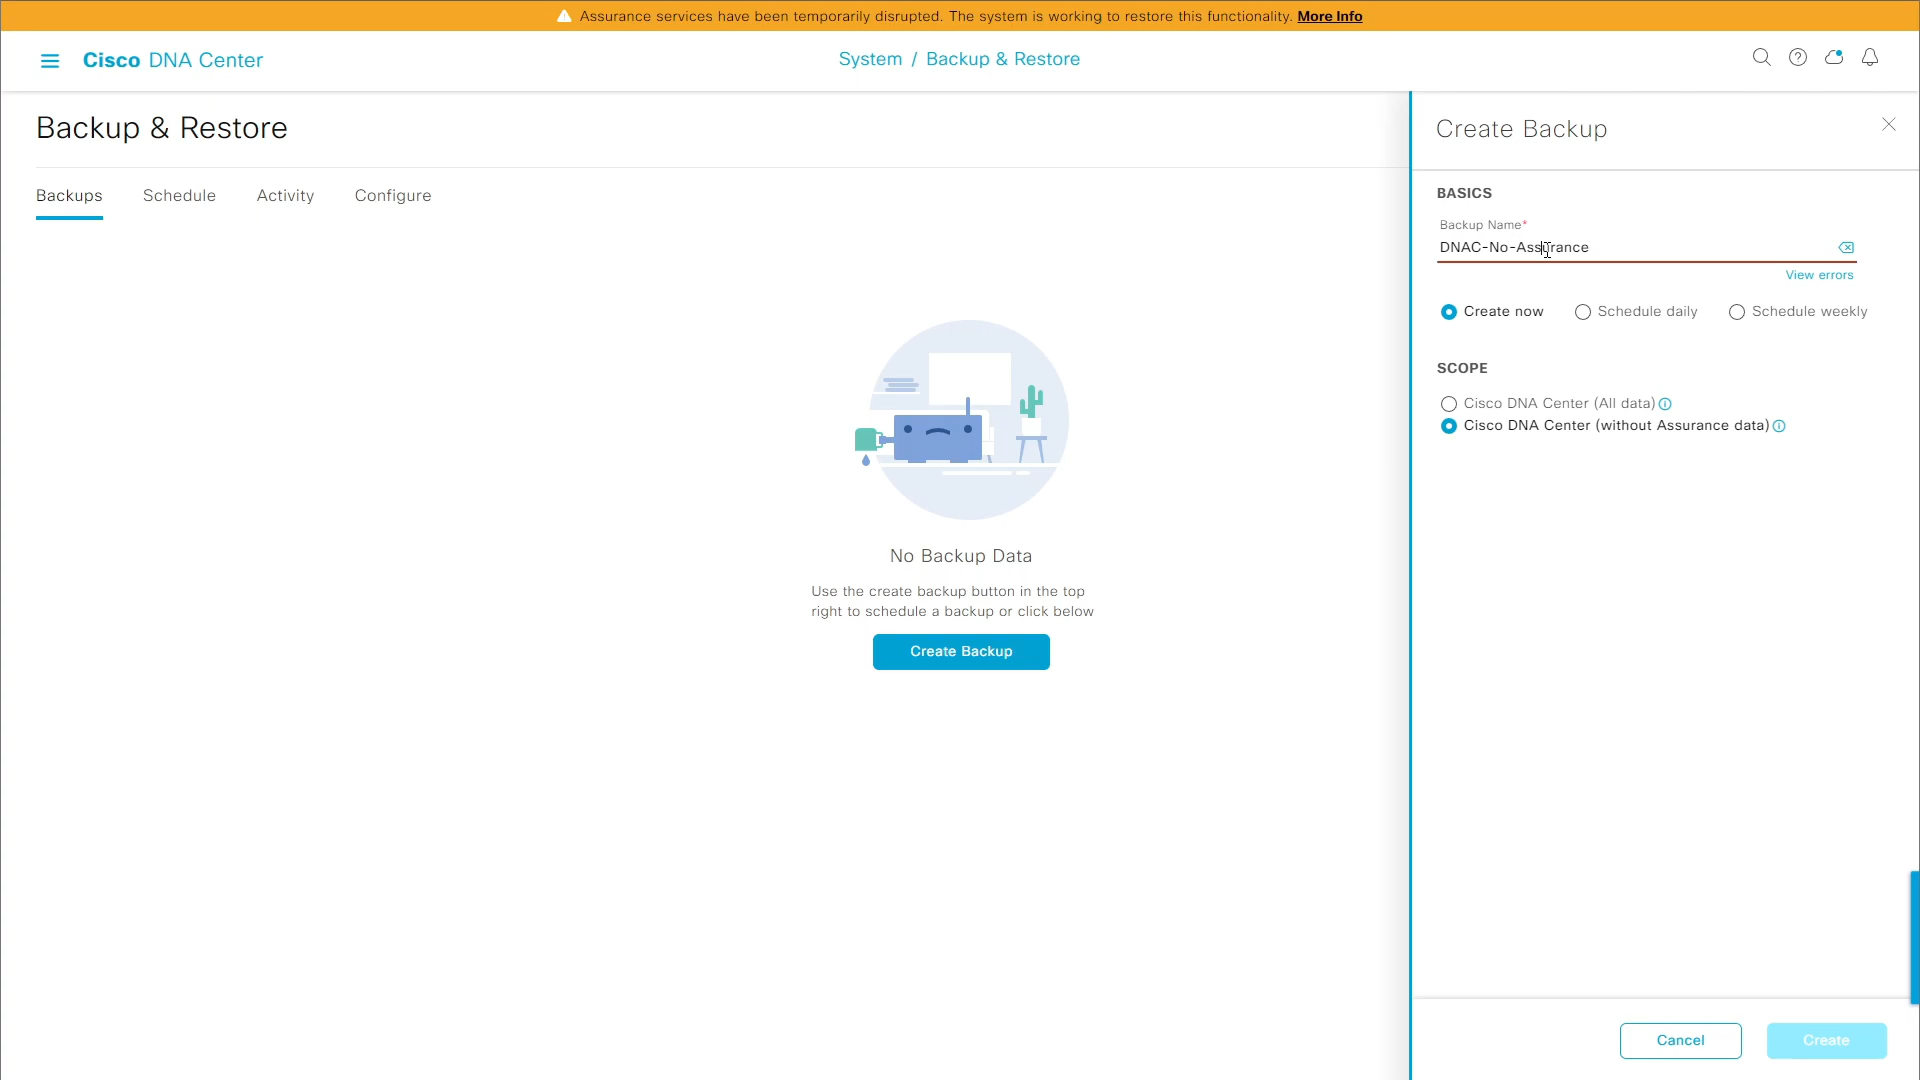 Assurance services have been temporarily disrupted. The system is working to restore this functionality. More Info
Cisco DNA Center
System / Backup & Restore
Backup & Restore
Backups
Schedule
Activity
Configure
No Backup Data
Use the create backup button in the top
right to schedule a backup or click below
Create Backup
Create Backup
BASICS
Backup Name*
DNAC-No-Assurance
View errors
Create now
Schedule daily
Schedule weekly
SCOPE
Cisco DNA Center (All data)
Cisco DNA Center (without Assurance data)
Cancel
Create